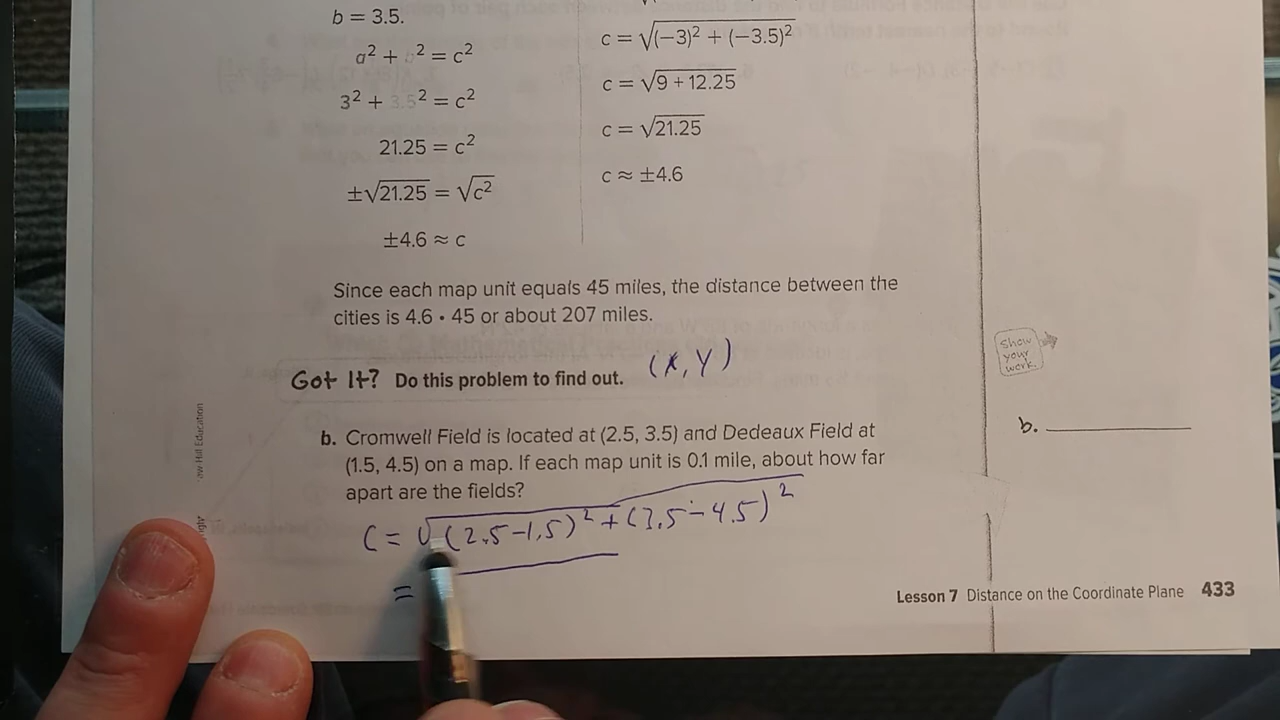 b = 3.5.
a² + b² = c²
3² + 3.5² = c²
21.25 = c²
±√21.25 = √c²
±4.6 ≈ c
c = √(−3)² + (−3.5)²
c = √9 + 12.25
c = √21.25
c ≈ ±4.6
Since each map unit equals 45 miles, the distance between the
cities is 4.6 • 45 or about 207 miles.
(x, y)
Got It? Do this problem to find out.
Show
your
work.
b. Cromwell Field is located at (2.5, 3.5) and Dedeaux Field at
(1.5, 4.5) on a map. If each map unit is 0.1 mile, about how far
apart are the fields?
b.
C = √(2.5−1.5)² + (3.5−4.5)²
=
Lesson 7 Distance on the Coordinate Plane 433
Hill Education